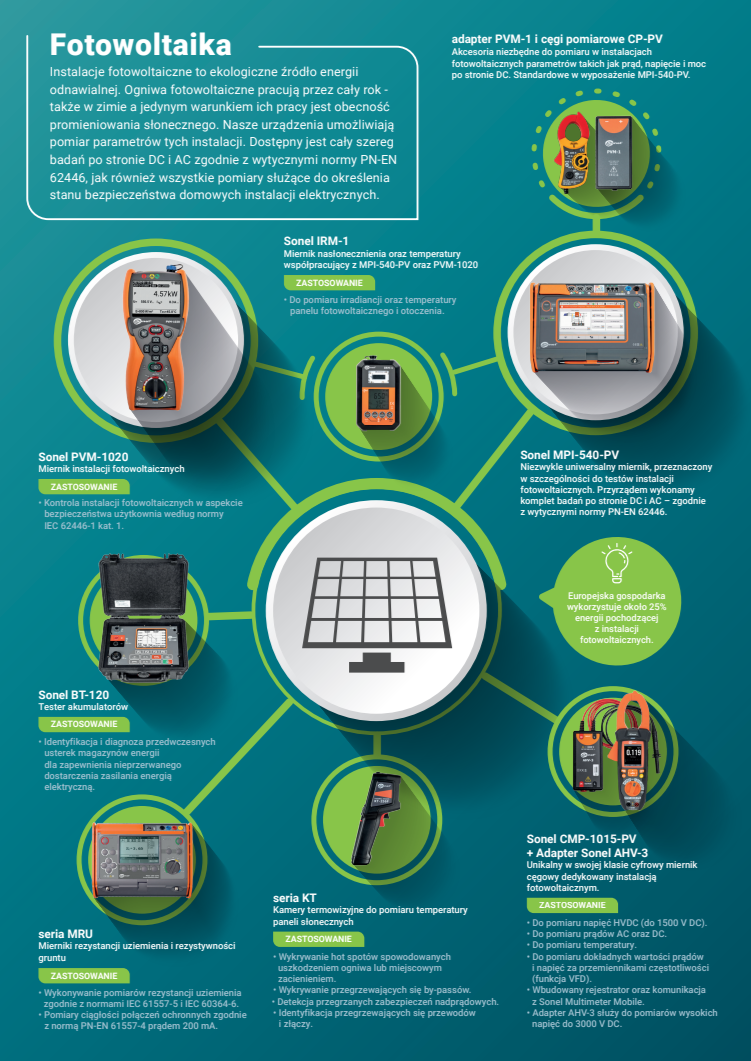 Fotowoltaika
Instalacje fotowoltaiczne to ekologiczne źródło energii
odnawialnej. Ogniwa fotowoltaiczne pracują przez cały rok -
także w zimie a jedynym warunkiem ich pracy jest obecność
promieniowania słonecznego. Nasze urządzenia umożliwiają
pomiar parametrów tych instalacji. Dostępny jest cały szereg
badań po stronie DC i AC zgodnie z wytycznymi normy PN-EN
62446, jak również wszystkie pomiary służące do określenia
stanu bezpieczeństwa domowych instalacji elektrycznych.
adapter PVM-1 i cęgi pomiarowe CP-PV
Akcesoria niezbędne do pomiaru w instalacjach
fotowoltaicznych parametrów takich jak prąd, napięcie i moc
po stronie DC. Standardowe w wyposażenie MPI-540-PV.
PVM-1
Sonel IRM-1
Miernik nasłonecznienia oraz temperatury
współpracujący z MPI-540-PV oraz PVM-1020
ZASTOSOWANIE
• Do pomiaru irradiancji oraz temperatury
panelu fotowoltaicznego i otoczenia.
4.57kW
Sonel PVM-1020
Miernik instalacji fotowoltaicznych
ZASTOSOWANIE
• Kontrola instalacji fotowoltaicznych w aspekcie
bezpieczeństwa użytkownia według normy
IEC 62446-1 kat. 1.
Sonel MPI-540-PV
Niezwykle uniwersalny miernik, przeznaczony
w szczególności do testów instalacji
fotowoltaicznych. Przyrządem wykonamy
komplet badań po stronie DC i AC – zgodnie
z wytycznymi normy PN-EN 62446.
Europejska gospodarka
wykorzystuje około 25%
energii pochodzącej
z instalacji
fotowoltaicznych.
Sonel BT-120
Tester akumulatorów
ZASTOSOWANIE
• Identyfikacja i diagnoza przedwczesnych
usterek magazynów energii
dla zapewnienia nieprzerwanego
dostarczenia zasilania energią
elektryczną.
AHV-3
0.119
Sonel CMP-1015-PV
+ Adapter Sonel AHV-3
Unikalny w swojej klasie cyfrowy miernik
cęgowy dedykowany instalacją
fotowoltaicznym.
ZASTOSOWANIE
• Do pomiaru napięć HVDC (do 1500 V DC).
• Do pomiaru prądów AC oraz DC.
• Do pomiaru temperatury.
• Do pomiaru dokładnych wartości prądów
i napięć za przemiennikami częstotliwości
(funkcja VFD).
• Wbudowany rejestrator oraz komunikacja
z Sonel Multimeter Mobile.
• Adapter AHV-3 służy do pomiarów wysokich
napięć do 3000 V DC.
seria KT
Kamery termowizyjne do pomiaru temperatury
paneli słonecznych
ZASTOSOWANIE
• Wykrywanie hot spotów spowodowanych
uszkodzeniem ogniwa lub miejscowym
zacienieniem.
• Wykrywanie przegrzewających się by-passów.
• Detekcja przegrzanych zabezpieczeń nadprądowych.
• Identyfikacja przegrzewających się przewodów
i złączy.
seria MRU
Mierniki rezystancji uziemienia i rezystywności
gruntu
ZASTOSOWANIE
• Wykonywanie pomiarów rezystancji uziemienia
zgodnie z normami IEC 61557-5 i IEC 60364-6.
• Pomiary ciągłości połączeń ochronnych zgodnie
z normą PN-EN 61557-4 prądem 200 mA.